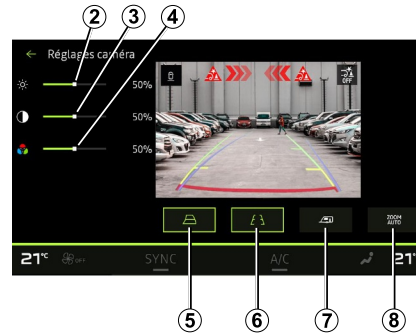 2 3 4
← Réglages caméra
50%
50%
50%
OFF
ZOOM
AUTO
21°C OFF SYNC A/C 21°
5 6 7 8